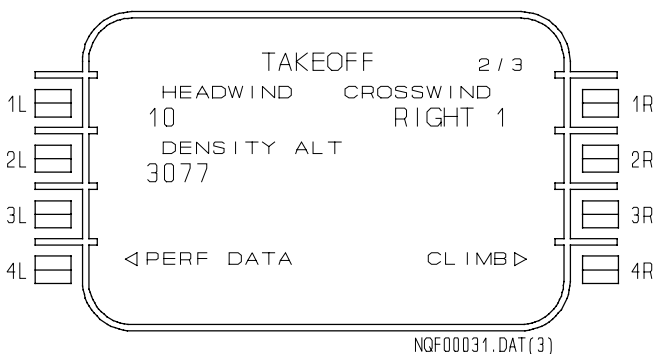 TAKEOFF 2/3
HEADWIND CROSSWIND
1L 10 RIGHT 1 1R
DENSITY ALT
2L 3077 2R
3L 3R
4L ◁PERF DATA CLIMB▷ 4R
NQF00031.DAT(3)